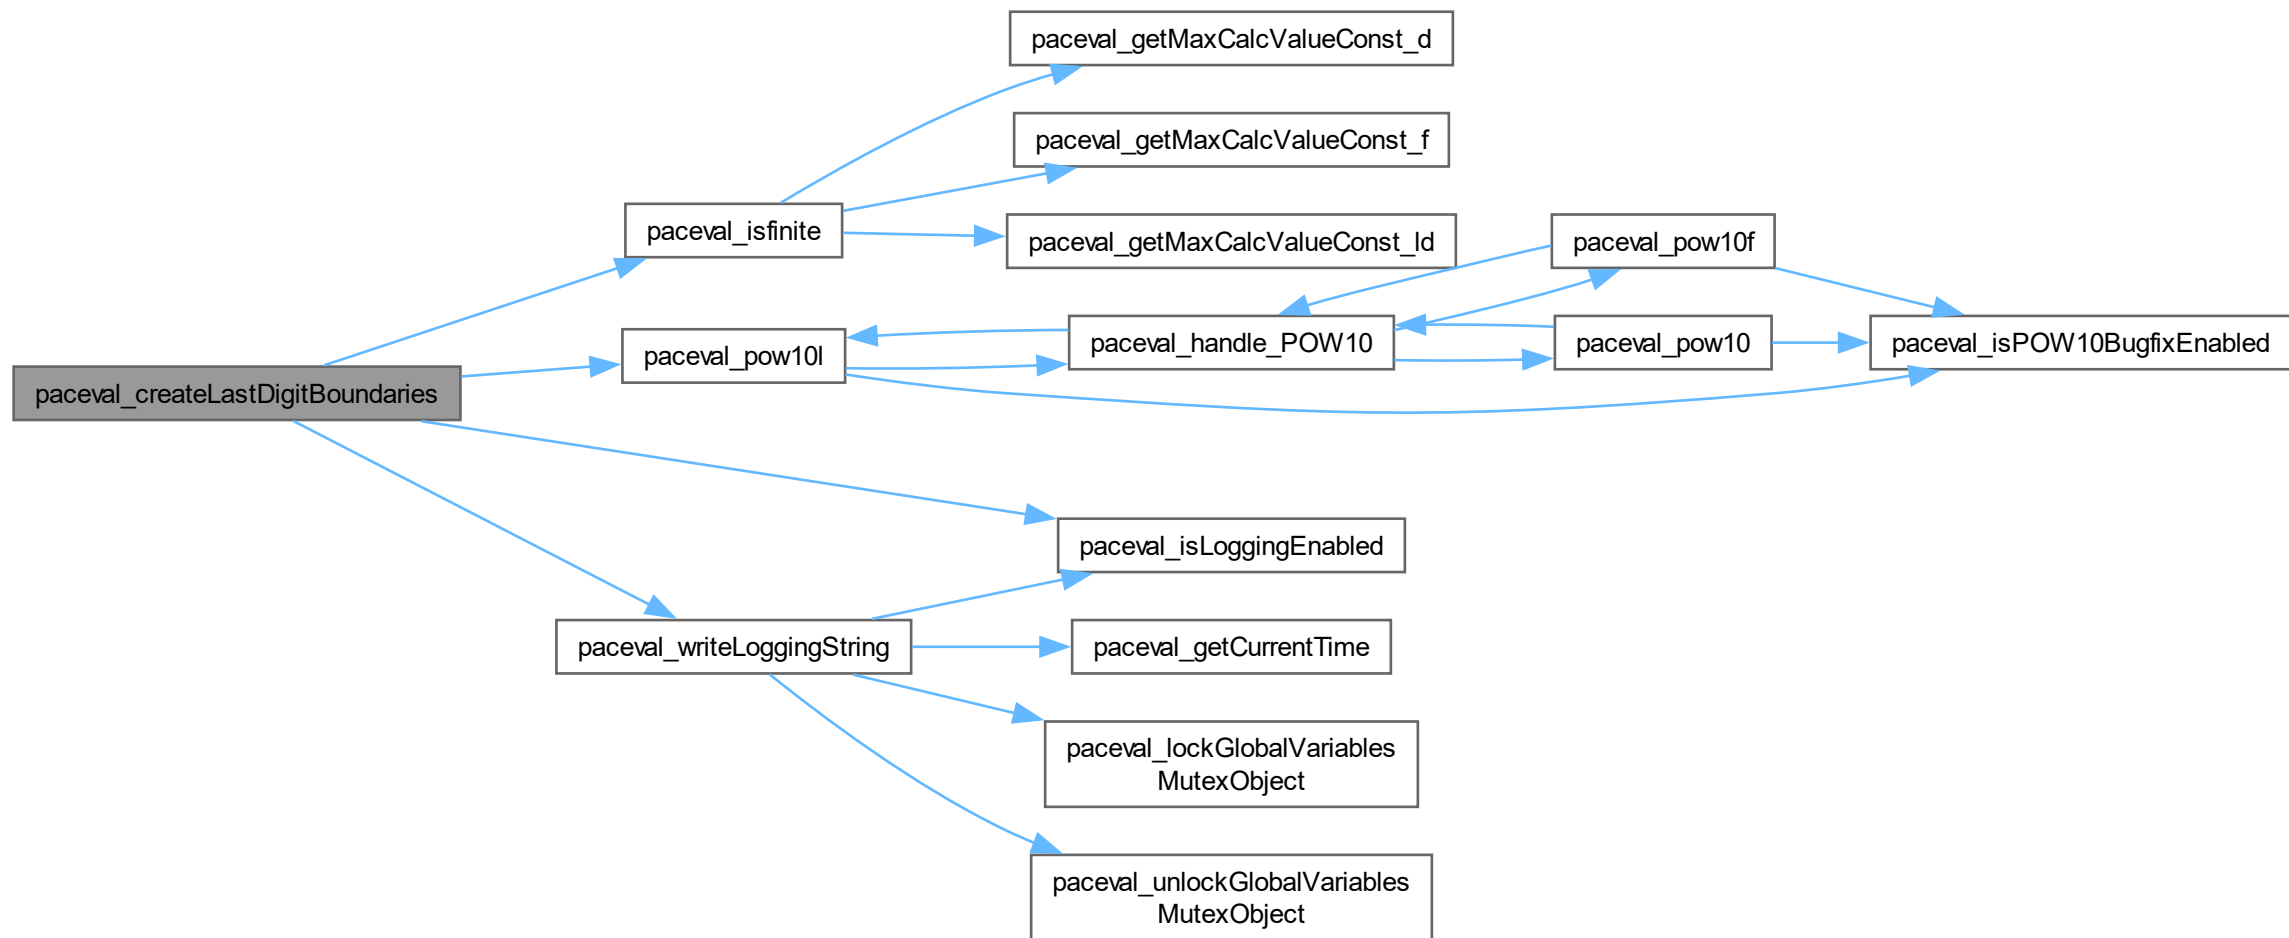 paceval_getMaxCalcValueConst_d
paceval_getMaxCalcValueConst_f
paceval_isfinite
paceval_getMaxCalcValueConst_ld
paceval_pow10f
paceval_pow10l
paceval_handle_POW10
paceval_pow10
paceval_isPOW10BugfixEnabled
paceval_createLastDigitBoundaries
paceval_isLoggingEnabled
paceval_writeLoggingString
paceval_getCurrentTime
paceval_lockGlobalVariables
MutexObject
paceval_unlockGlobalVariables
MutexObject